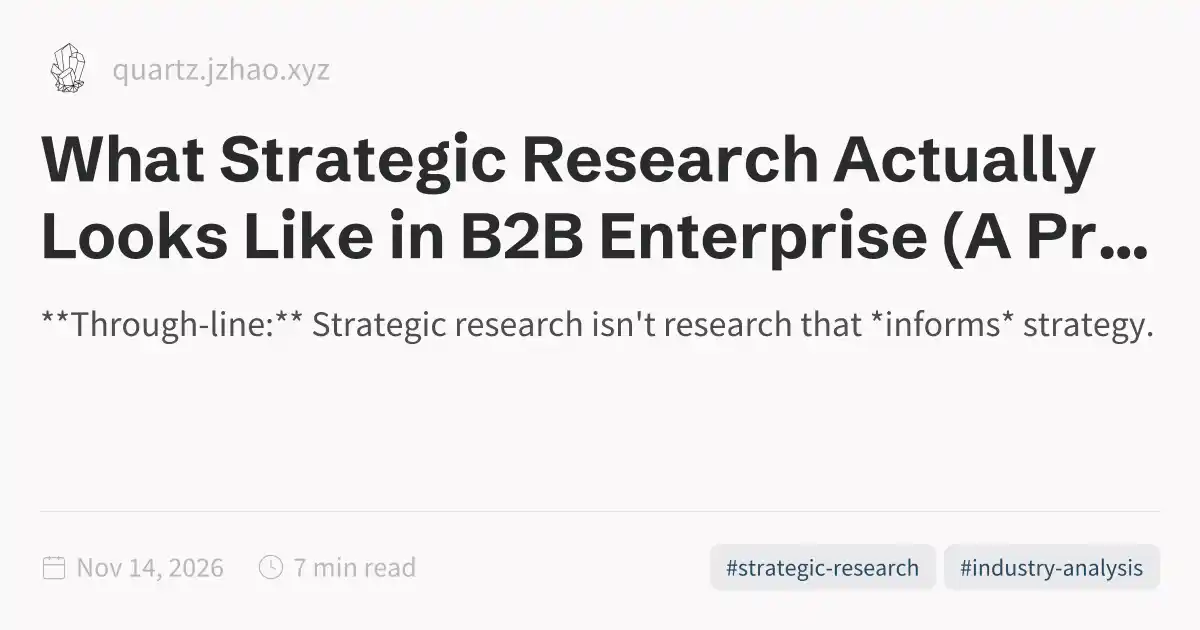 quartz.jzhao.xyz
What Strategic Research Actually
Looks Like in B2B Enterprise (A Pr...
**Through-line:** Strategic research isn't research that *informs* strategy.
Nov 14, 2026
7 min read
#strategic-research
#industry-analysis